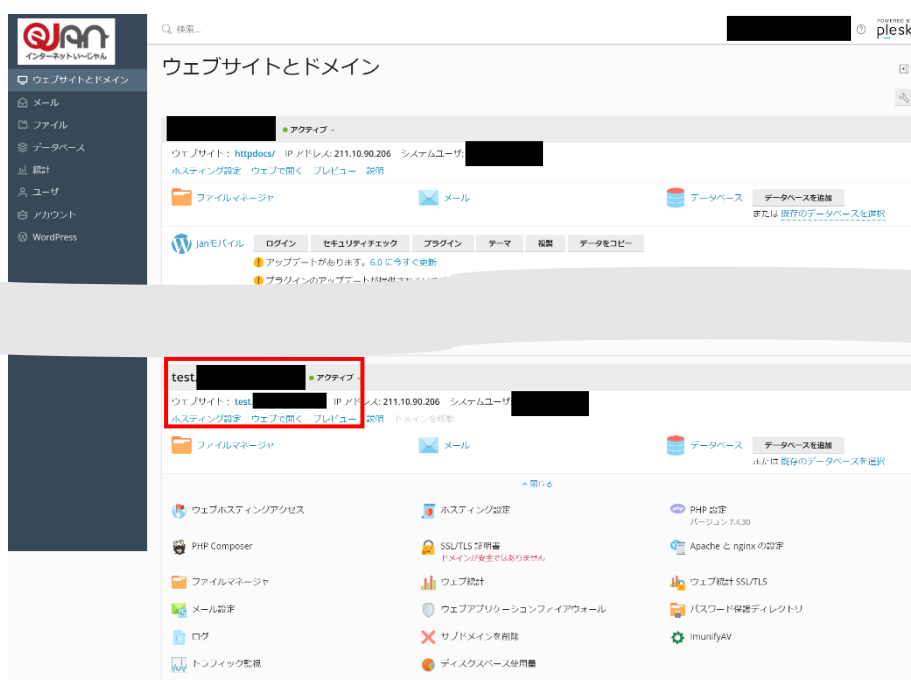 QJAN
インターネットい～じゃん
検索...
POWERED BY
plesk
ウェブサイトとドメイン
メール
ファイル
データベース
統計
ユーザ
アカウント
WordPress
ウェブサイトとドメイン
アクティブ
ウェブサイト： httpdocs/ IP アドレス: 211.10.90.206 システムユーザ:
ホスティング設定 ウェブで開く プレビュー 説明
ファイルマネージャ メール データベース データベースを追加
または 既存のデータベースを選択
Janモバイル ログイン セキュリティチェック プラグイン テーマ 複製 データをコピー
アップデートがあります。6.0 に今すぐ更新
プラグインのアップデートが提供されています
test. アクティブ
ウェブサイト： test. IP アドレス: 211.10.90.206 システムユーザ
ホスティング設定 ウェブで開く プレビュー 説明 ドメインを移動
ファイルマネージャ メール データベース データベースを追加
または 既存のデータベースを選択
閉じる
ウェブホスティングアクセス ホスティング設定 PHP 設定
バージョン 7.4.30
PHP Composer SSL/TLS 証明書 Apache と nginx の設定
ドメインが安全ではありません
ファイルマネージャ ウェブ統計 ウェブ統計 SSL/TLS
メール設定 ウェブアプリケーションファイアウォール パスワード保護ディレクトリ
ログ サブドメインを削除 ImunifyAV
トラフィック監視 ディスクスペース使用量